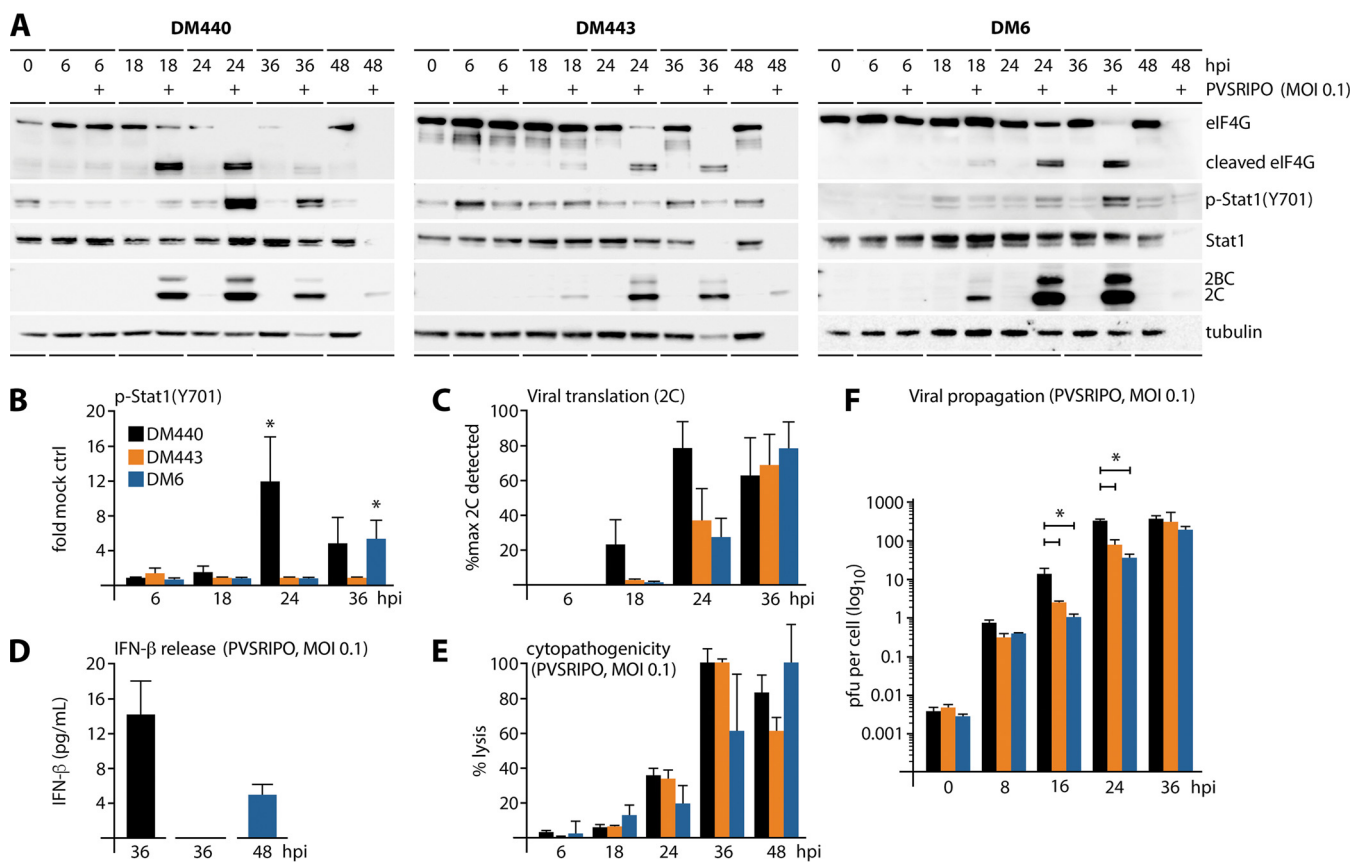 A
DM440
DM443
DM6
0 6 6 18 18 24 24 36 36 48 48
0 6 6 18 18 24 24 36 36 48 48
0 6 6 18 18 24 24 36 36 48 48 hpi
+ + + + +
+ + + + +
+ + + + + PVSRIPO (MOI 0.1)
eIF4G
cleaved eIF4G
p-Stat1(Y701)
Stat1
2BC
2C
tubulin
B
p-Stat1(Y701)
fold mock ctrl
20
16
12
8
4
*
*
DM440
DM443
DM6
6 18 24 36 hpi
C
Viral translation (2C)
%max 2C detected
100
80
60
40
20
6 18 24 36 hpi
D
IFN-β release (PVSRIPO, MOI 0.1)
IFN-β (pg/mL)
20
16
12
8
4
36 36 48 hpi
E
cytopathogenicity
(PVSRIPO, MOI 0.1)
% lysis
100
80
60
40
20
6 18 24 36 48 hpi
F
Viral propagation (PVSRIPO, MOI 0.1)
pfu per cell (log10)
1000
100
10
1
0.1
0.01
0.001
*
*
0 8 16 24 36 hpi